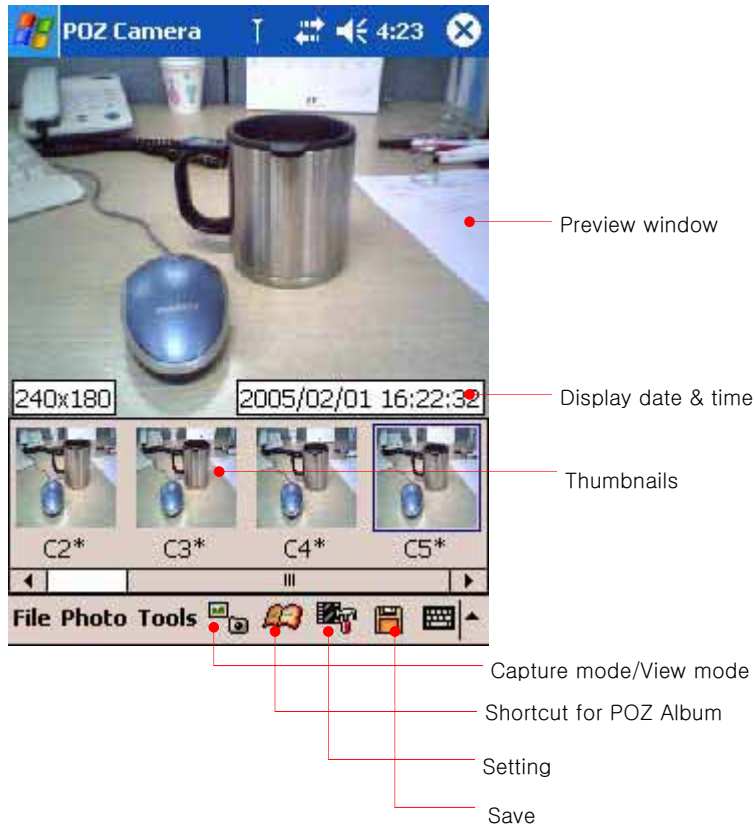 POZ Camera 4:23
Preview window
240x180 2005/02/01 16:22:32
Display date & time
Thumbnails
C2* C3* C4* C5*
File Photo Tools
Capture mode/View mode
Shortcut for POZ Album
Setting
Save